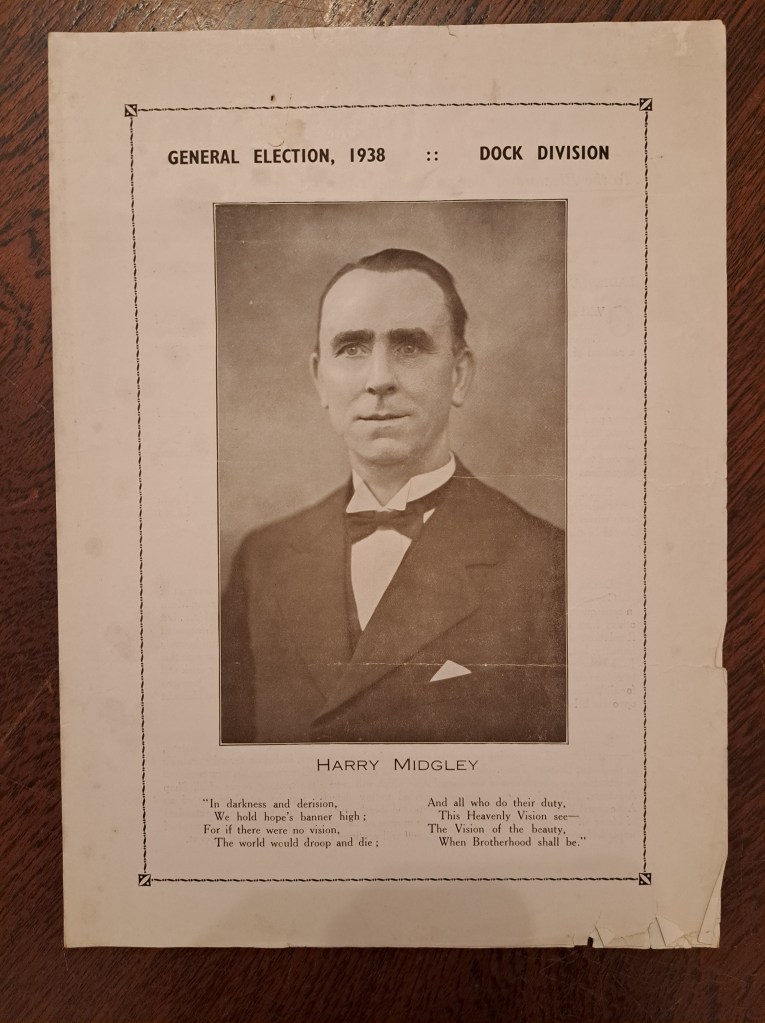 GENERAL ELECTION, 1938 :: DOCK DIVISION
HARRY MIDGLEY
"In darkness and derision,
We hold hope's banner high;
For if there were no vision,
The world would droop and die;
And all who do their duty,
This Heavenly Vision see—
The Vision of the beauty,
When Brotherhood shall be."